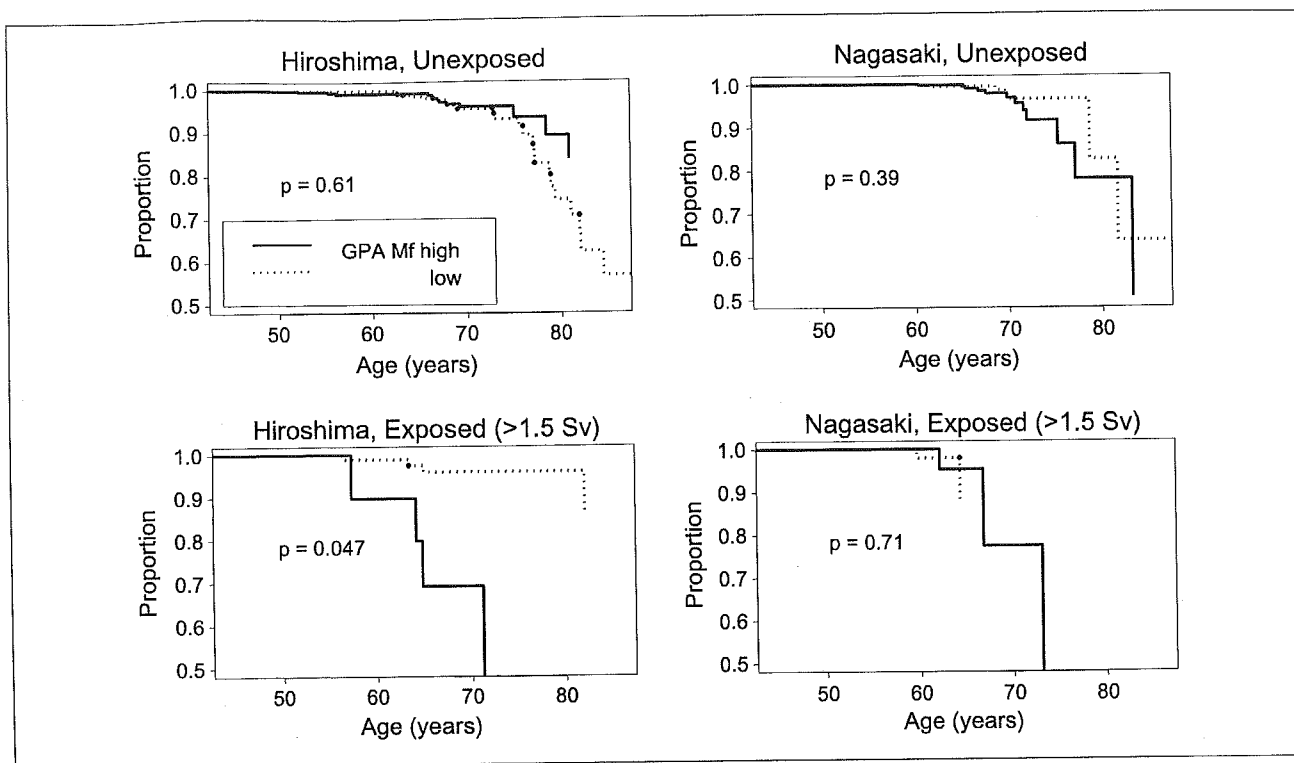 Hiroshima, Unexposed
Proportion
1.0
0.9
0.8
0.7
0.6
0.5
p = 0.61
GPA Mf high
low
50 60 70 80
Age (years)
Nagasaki, Unexposed
Proportion
1.0
0.9
0.8
0.7
0.6
0.5
p = 0.39
50 60 70 80
Age (years)
Hiroshima, Exposed (>1.5 Sv)
Proportion
1.0
0.9
0.8
0.7
0.6
0.5
p = 0.047
50 60 70 80
Age (years)
Nagasaki, Exposed (>1.5 Sv)
Proportion
1.0
0.9
0.8
0.7
0.6
0.5
p = 0.71
50 60 70 80
Age (years)